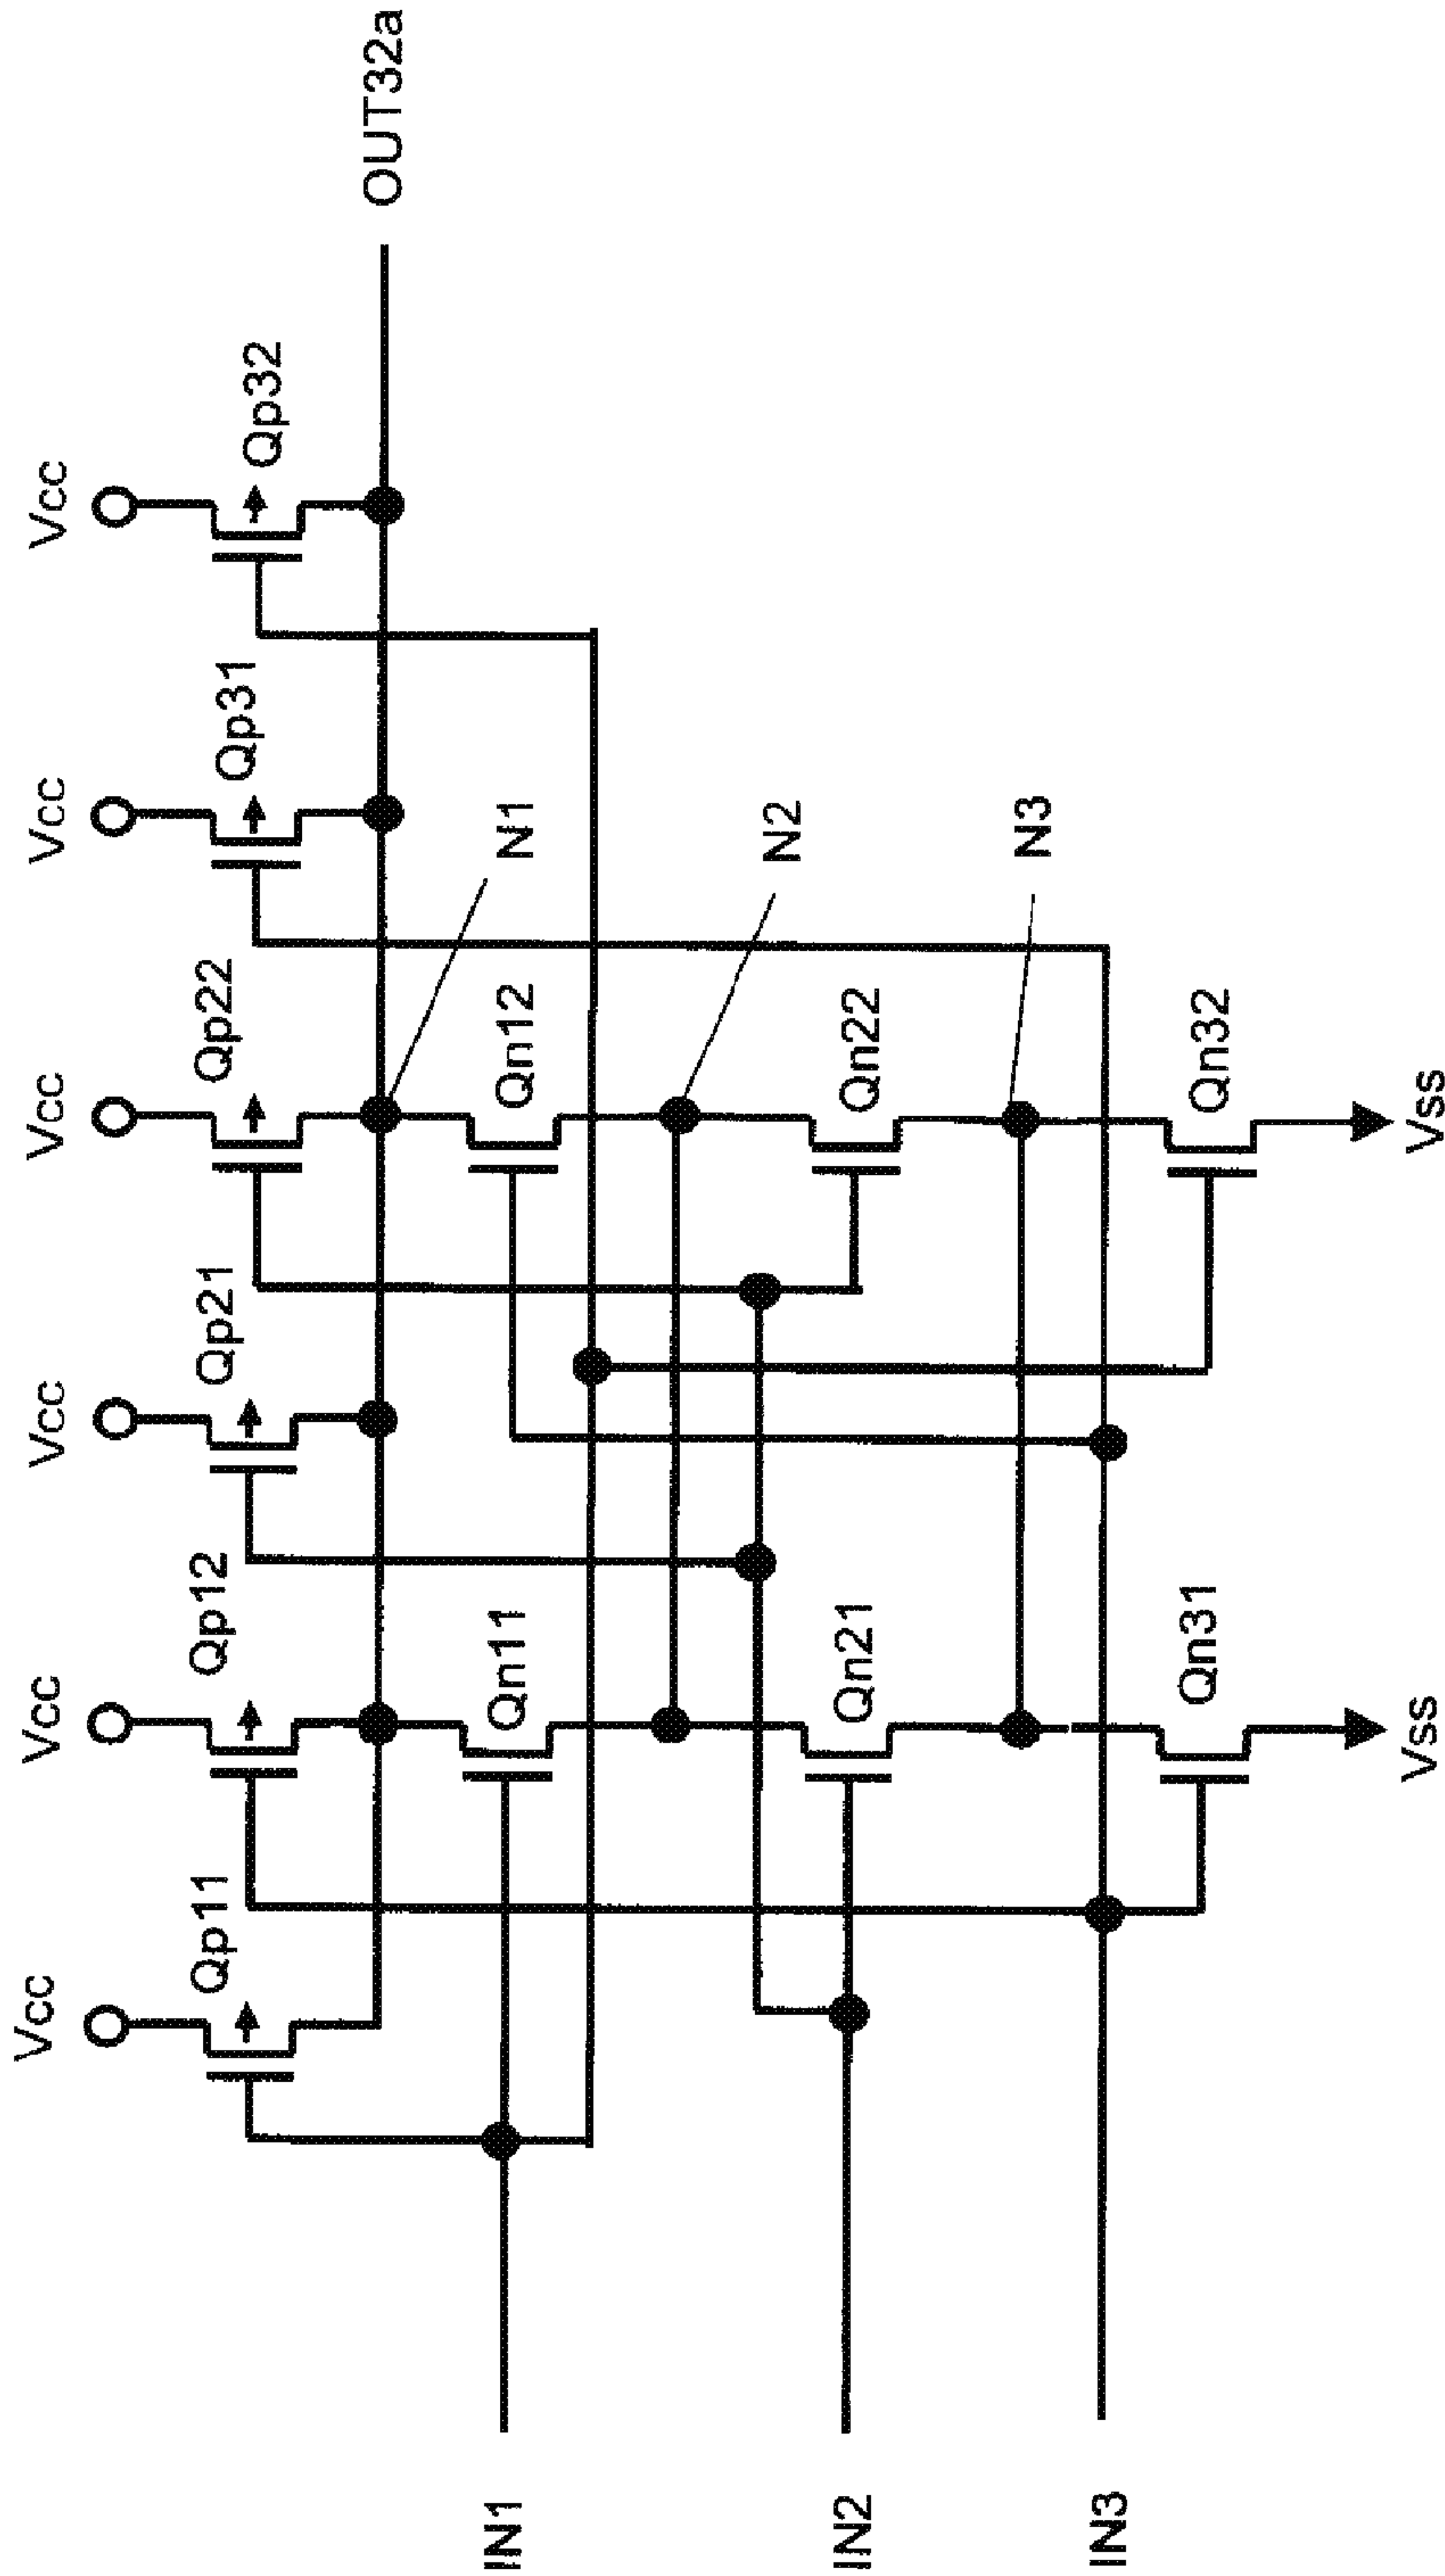 Vcc Vcc Vcc Vcc Vcc Vcc
Qp11 Qp12 Qp21 Qp22 Qp31 Qp32
OUT32a
N1
IN1
Qn11 Qn12
N2
IN2
Qn21 Qn22
N3
IN3
Qn31 Qn32
Vss Vss